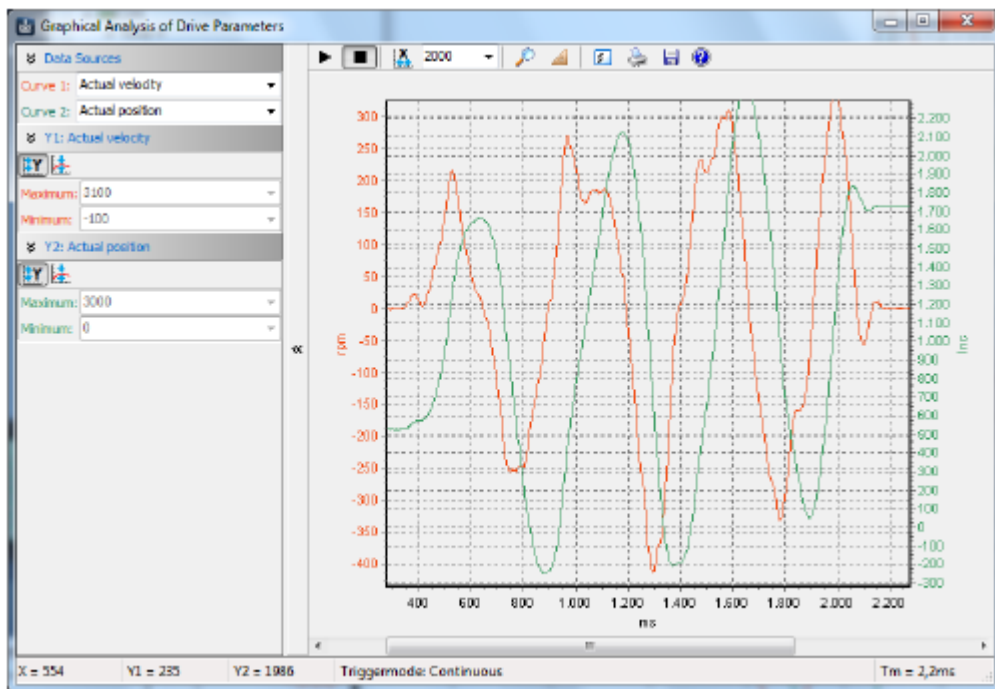 Graphical Analysis of Drive Parameters
Data Sources
Curve 1: Actual velocity
Curve 2: Actual position
Y1: Actual velocity
Y
Maximum: 3100
Minimum: -100
Y2: Actual position
Y
Maximum: 3000
Minimum: 0
«
X 2000
300
250
200
150
100
50
0
-50
-100
-150
-200
-250
-300
-350
-400
rpm
2.200
2.100
2.000
1.900
1.800
1.700
1.600
1.500
1.400
1.300
1.200
1.100
1.000
900
800
700
600
500
400
300
200
100
0
-100
-200
-300
400 600 800 1.000 1.200 1.400 1.600 1.800 2.000 2.200
ms
X = 554 Y1 = 235 Y2 = 1986 Triggermode: Continuous Tm = 2,2ms